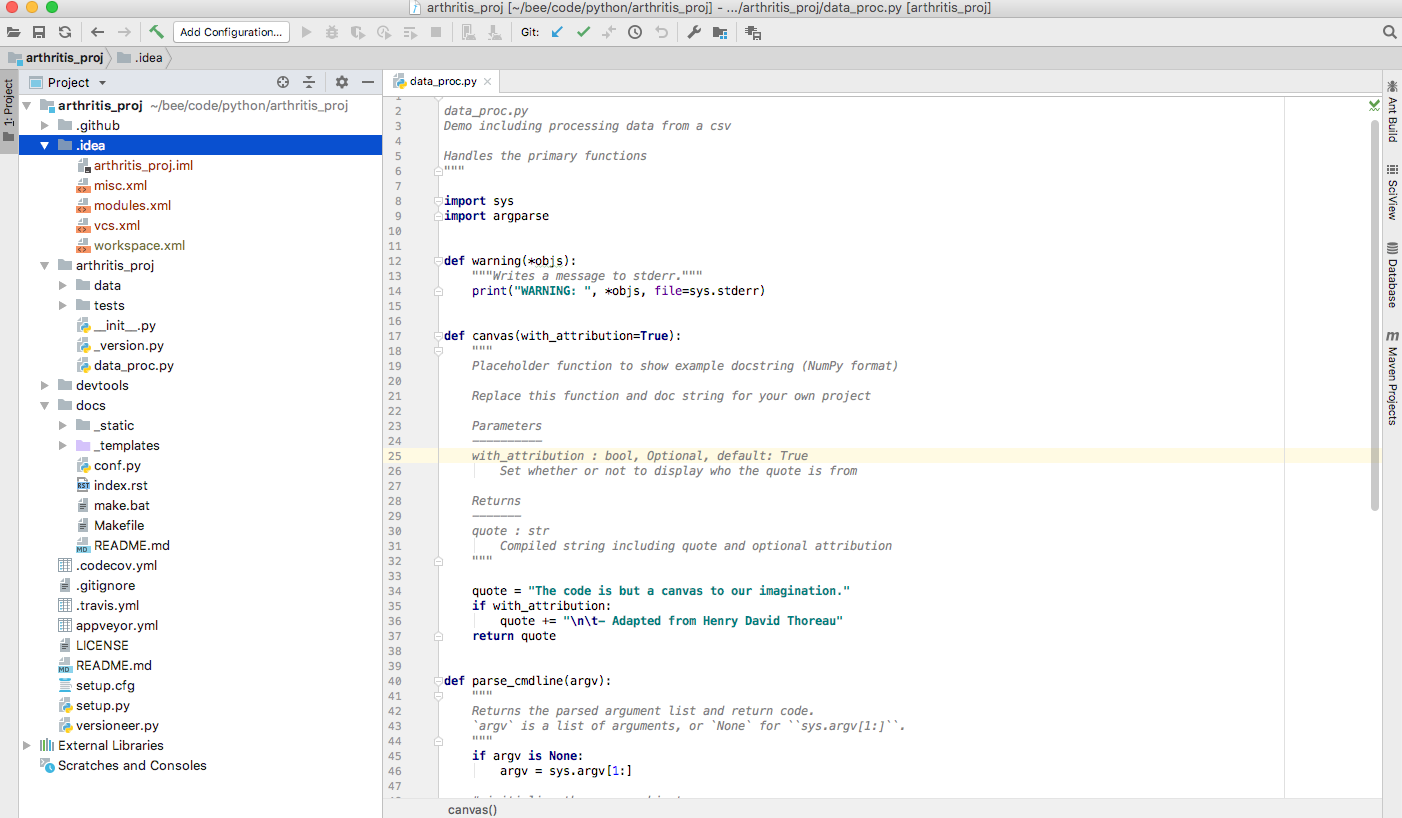 arthritis_proj [~/bee/code/python/arthritis_proj] - .../arthritis_proj/data_proc.py [arthritis_proj]
Add Configuration...
Git:
arthritis_proj
.idea
1: Project
Project
arthritis_proj ~/bee/code/python/arthritis_proj
.github
.idea
arthritis_proj.iml
misc.xml
modules.xml
vcs.xml
workspace.xml
arthritis_proj
data
tests
__init__.py
_version.py
data_proc.py
devtools
docs
_static
_templates
conf.py
index.rst
make.bat
Makefile
README.md
.codecov.yml
.gitignore
.travis.yml
appveyor.yml
LICENSE
README.md
setup.cfg
setup.py
versioneer.py
External Libraries
Scratches and Consoles
data_proc.py
1
2 data_proc.py
3 Demo including processing data from a csv
4
5 Handles the primary functions
6 """
7
8 import sys
9 import argparse
10
11
12 def warning(*objs):
13 """Writes a message to stderr."""
14 print("WARNING: ", *objs, file=sys.stderr)
15
16
17 def canvas(with_attribution=True):
18 """
19 Placeholder function to show example docstring (NumPy format)
20
21 Replace this function and doc string for your own project
22
23 Parameters
24 ----------
25 with_attribution : bool, Optional, default: True
26 Set whether or not to display who the quote is from
27
28 Returns
29 -------
30 quote : str
31 Compiled string including quote and optional attribution
32 """
33
34 quote = "The code is but a canvas to our imagination."
35 if with_attribution:
36 quote += "\n\t- Adapted from Henry David Thoreau"
37 return quote
38
39
40 def parse_cmdline(argv):
41 """
42 Returns the parsed argument list and return code.
43 `argv` is a list of arguments, or `None` for ``sys.argv[1:]``.
44 """
45 if argv is None:
46 argv = sys.argv[1:]
47
canvas()
Ant Build
SciView
Database
Maven Projects